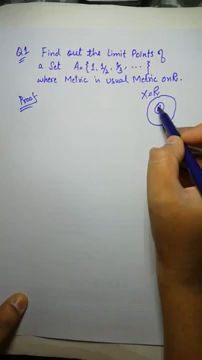 Q1 Find out the Limit Points of
a Set A={1, 1/2, 1/3, ---- }
where Metric is usual Metric on R.
Proof
X=R